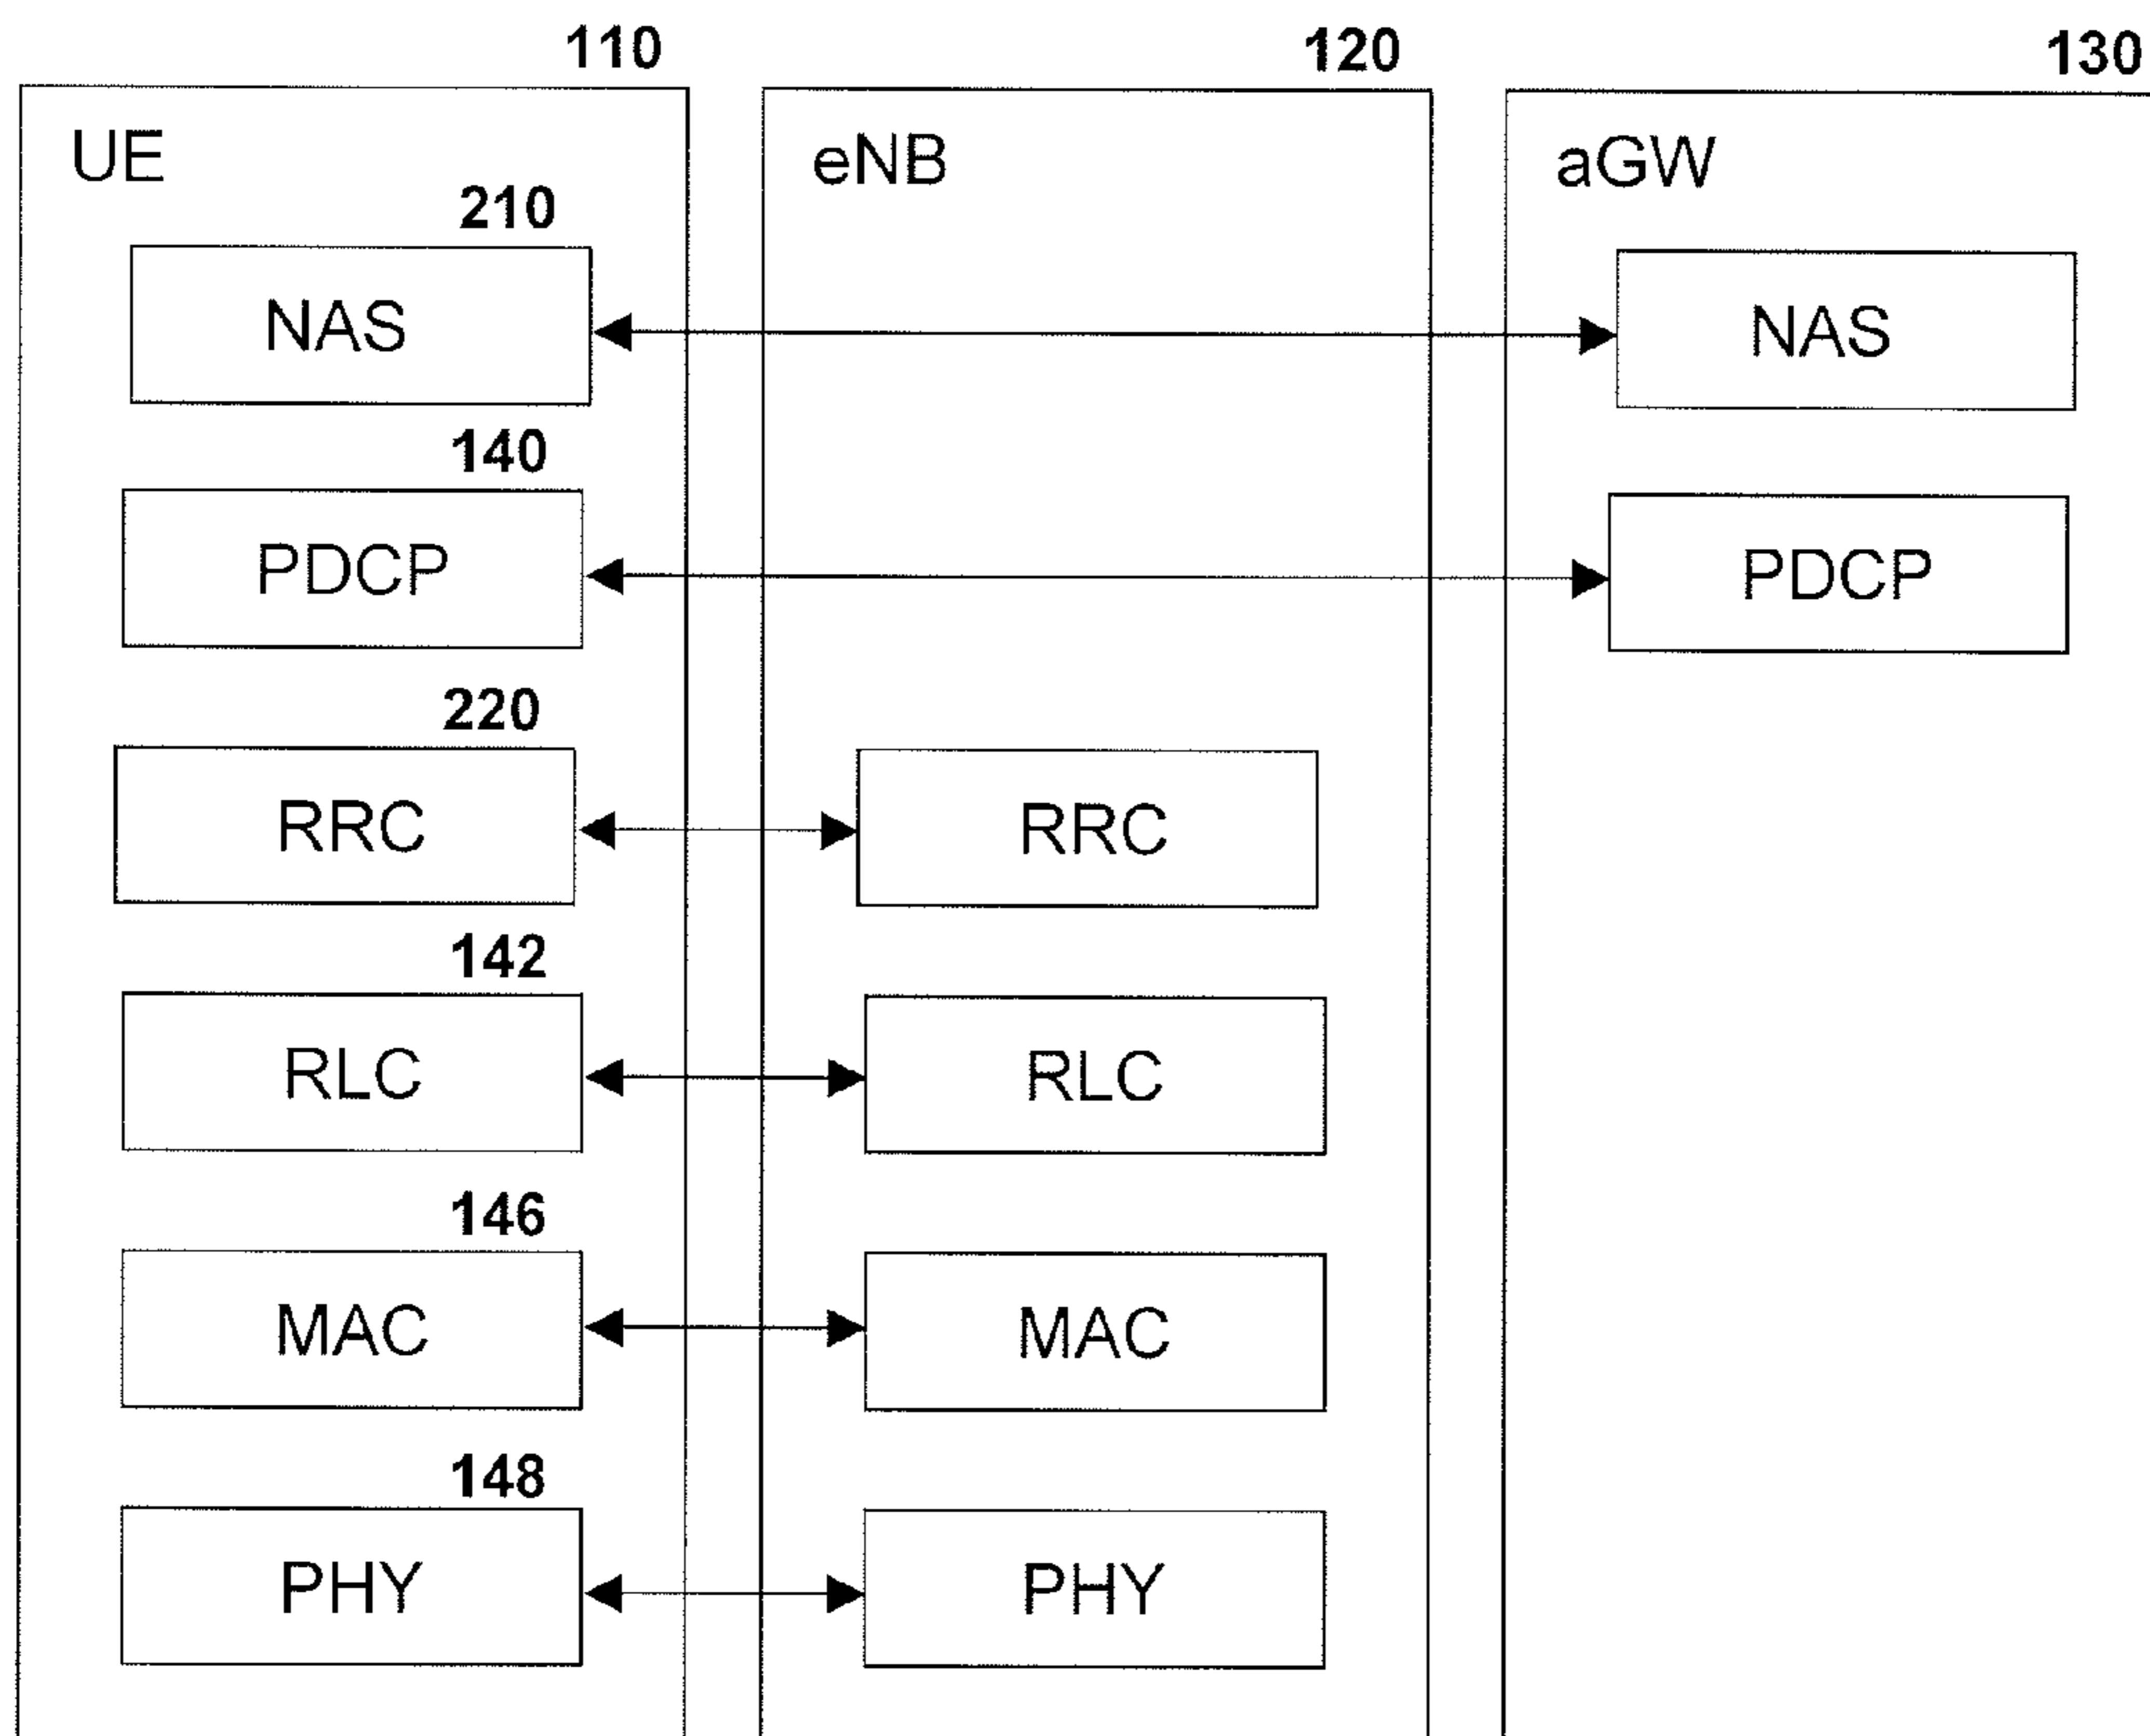 110 120 130
UE eNB aGW
210
NAS NAS
140
PDCP PDCP
220
RRC RRC
142
RLC RLC
146
MAC MAC
148
PHY PHY